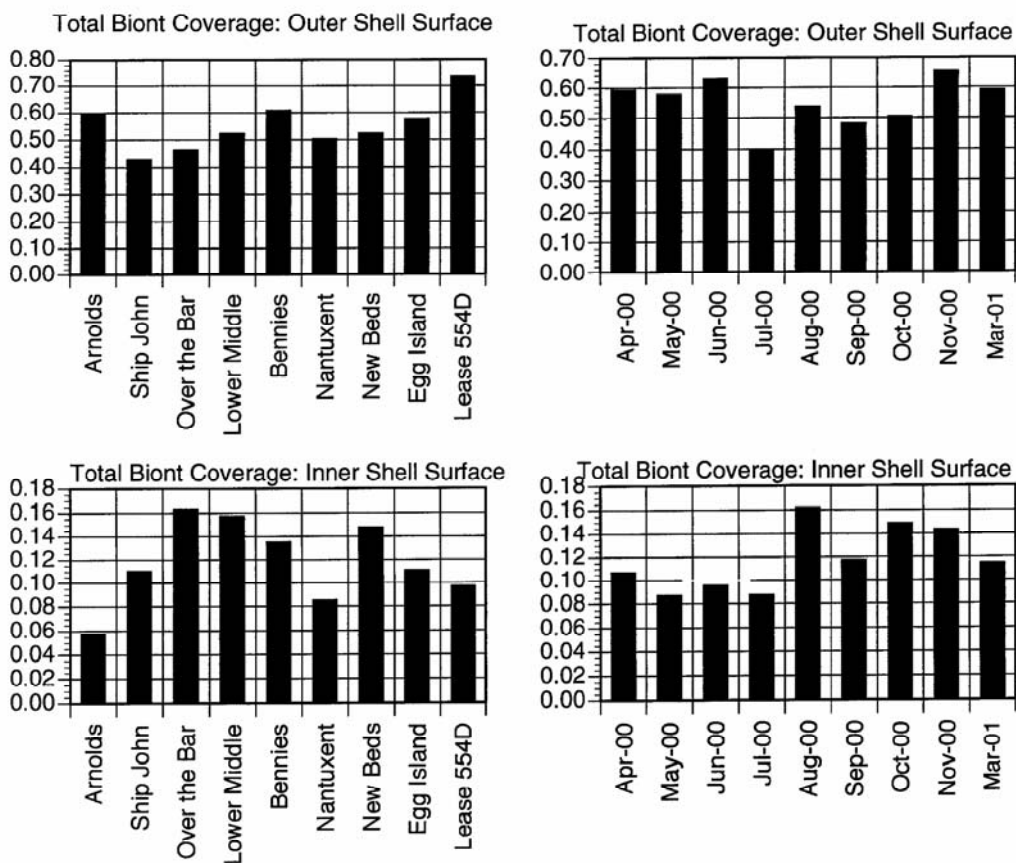 Total Biont Coverage: Outer Shell Surface
0.80
0.70
0.60
0.50
0.40
0.30
0.20
0.10
0.00
Arnolds
Ship John
Over the Bar
Lower Middle
Bennies
Nantuxent
New Beds
Egg Island
Lease 554D
Total Biont Coverage: Outer Shell Surface
0.70
0.60
0.50
0.40
0.30
0.20
0.10
0.00
Apr-00
May-00
Jun-00
Jul-00
Aug-00
Sep-00
Oct-00
Nov-00
Mar-01
Total Biont Coverage: Inner Shell Surface
0.18
0.16
0.14
0.12
0.10
0.08
0.06
0.04
0.02
0.00
Arnolds
Ship John
Over the Bar
Lower Middle
Bennies
Nantuxent
New Beds
Egg Island
Lease 554D
Total Biont Coverage: Inner Shell Surface
0.18
0.16
0.14
0.12
0.10
0.08
0.06
0.04
0.02
0.00
Apr-00
May-00
Jun-00
Jul-00
Aug-00
Sep-00
Oct-00
Nov-00
Mar-01